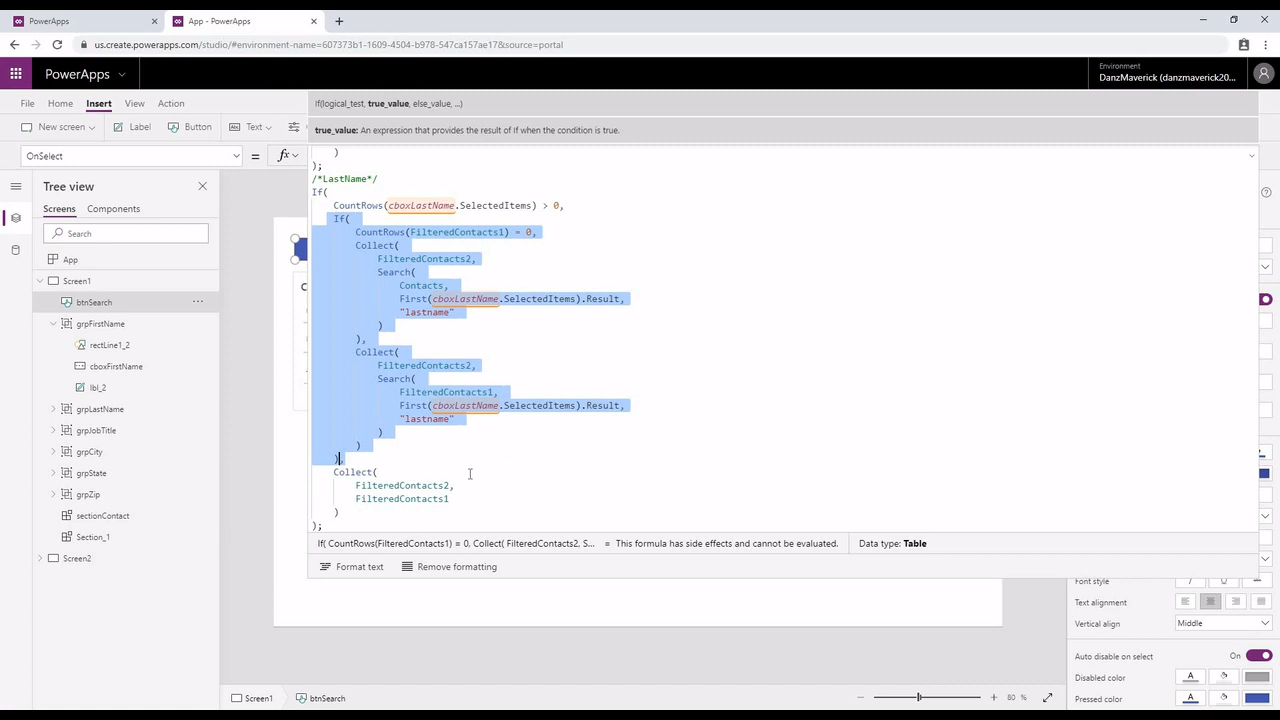 PowerApps
App - PowerApps
us.create.powerapps.com/studio/#environment-name=607373b1-1609-4504-b978-547ca157ae17&source=portal
PowerApps
Environment
DanzMaverick (danzmaverick20...
File Home Insert View Action
If(logical_test, true_value, else_value, ...)
New screen Label Button Text
true_value: An expression that provides the result of If when the condition is true.
OnSelect = fx
)
);
/*LastName*/
If(
CountRows(cboxLastName.SelectedItems) > 0,
If(
CountRows(FilteredContacts1) = 0,
Collect(
FilteredContacts2,
Search(
Contacts,
First(cboxLastName.SelectedItems).Result,
"lastname"
)
),
Collect(
FilteredContacts2,
Search(
FilteredContacts1,
First(cboxLastName.SelectedItems).Result,
"lastname"
)
)
),
Collect(
FilteredContacts2,
FilteredContacts1
)
);
If( CountRows(FilteredContacts1) = 0, Collect( FilteredContacts2, S... = This formula has side effects and cannot be evaluated. Data type: Table
Format text Remove formatting
Tree view
Screens Components
Search
App
Screen1
btnSearch ...
grpFirstName
rectLine1_2
cboxFirstName
lbl_2
grpLastName
grpJobTitle
grpCity
grpState
grpZip
sectionContact
Section_1
Screen2
C
Font style /
Text alignment
Vertical align Middle
Auto disable on select On
Disabled color A
Pressed color A
Screen1 btnSearch
80 %